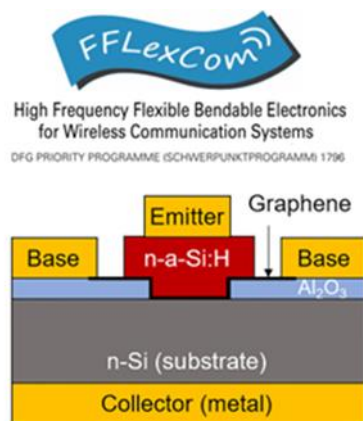 FFLexCom
High Frequency Flexible Bendable Electronics
for Wireless Communication Systems
DFG PRIORITY PROGRAMME (SCHWERPUNKTPROGRAMM) 1796
Graphene
Emitter
Base
n-a-Si:H
Base
Al₂O₃
n-Si (substrate)
Collector (metal)